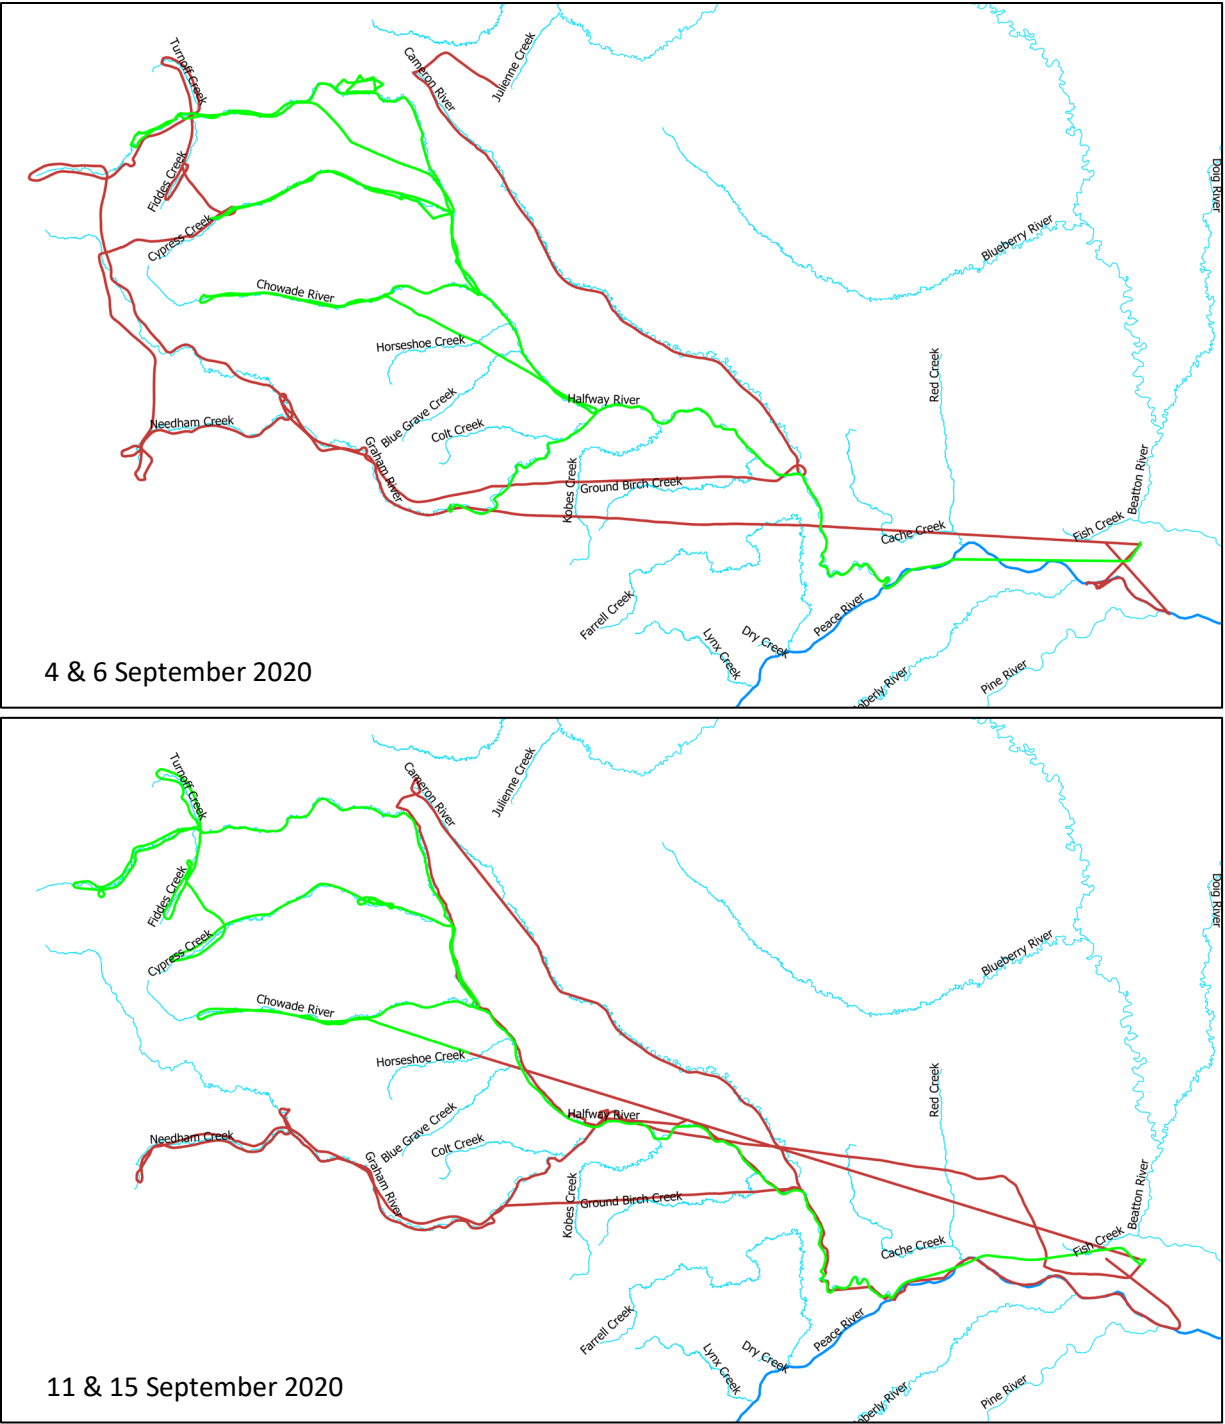 Turnoff Creek
Cameron River
Julienne Creek
Fiddes Creek
Doig River
Cypress Creek
Blueberry River
Chowade River
Horseshoe Creek
Red Creek
Halfway River
Blue Grave Creek
Needham Creek
Colt Creek
Graham River
Kobes Creek
Ground Birch Creek
Beatton River
Cache Creek
Fish Creek
Farrell Creek
Peace River
Lynx Creek
Dry Creek
oberly River
Pine River
4 & 6 September 2020
Turnoff Creek
Cameron River
Julienne Creek
Fiddes Creek
Doig River
Cypress Creek
Blueberry River
Chowade River
Horseshoe Creek
Red Creek
Halfway River
Blue Grave Creek
Needham Creek
Colt Creek
Graham River
Kobes Creek
Ground Birch Creek
Beatton River
Cache Creek
Fish Creek
Farrell Creek
Peace River
Lynx Creek
Dry Creek
oberly River
Pine River
11 & 15 September 2020